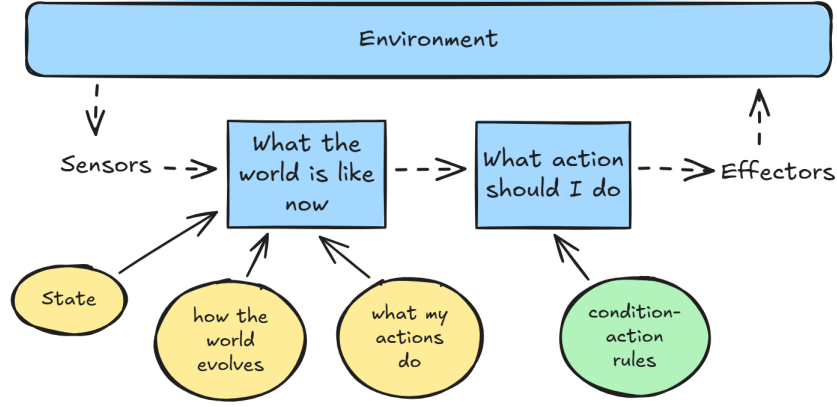 Environment
Sensors
What the
world is like
now
What action
should I do
Effectors
State
how the
world
evolves
what my
actions
do
condition-
action
rules